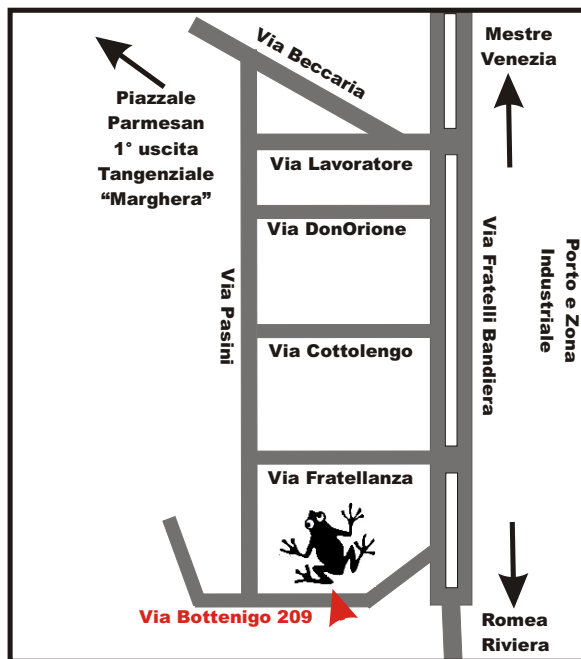 Mestre
Venezia
Via Beccaria
Piazzale
Parmesan
1° uscita
Tangenziale
“Marghera”
Via Lavoratore
Via DonOrione
Via Pasini
Via Fratelli Bandiera
Porto e Zona
Industriale
Via Cottolengo
Via Fratellanza
Via Bottenigo 209
Romea
Riviera